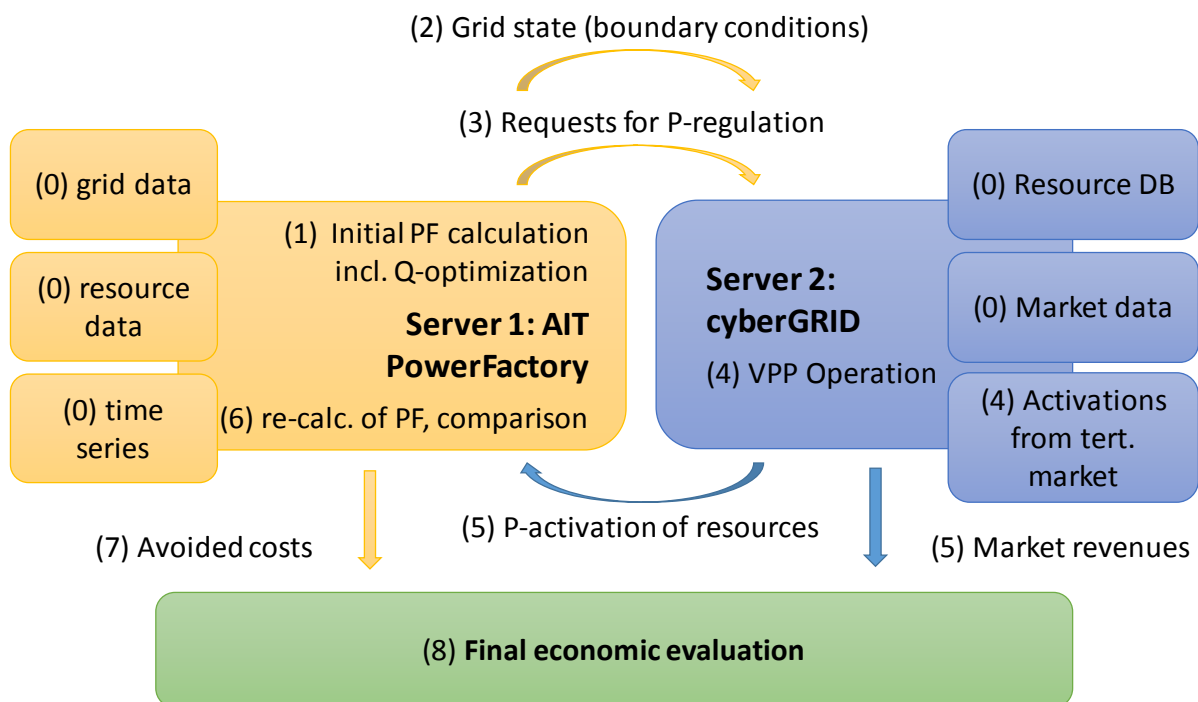 (2) Grid state (boundary conditions)
(3) Requests for P-regulation
(0) grid data
(0) resource
data
(0) time
series
(1) Initial PF calculation
incl. Q-optimization
Server 1: AIT
PowerFactory
(6) re-calc. of PF, comparison
Server 2:
cyberGRID
(4) VPP Operation
(0) Resource DB
(0) Market data
(4) Activations
from tert.
market
(5) P-activation of resources
(7) Avoided costs
(5) Market revenues
(8) Final economic evaluation